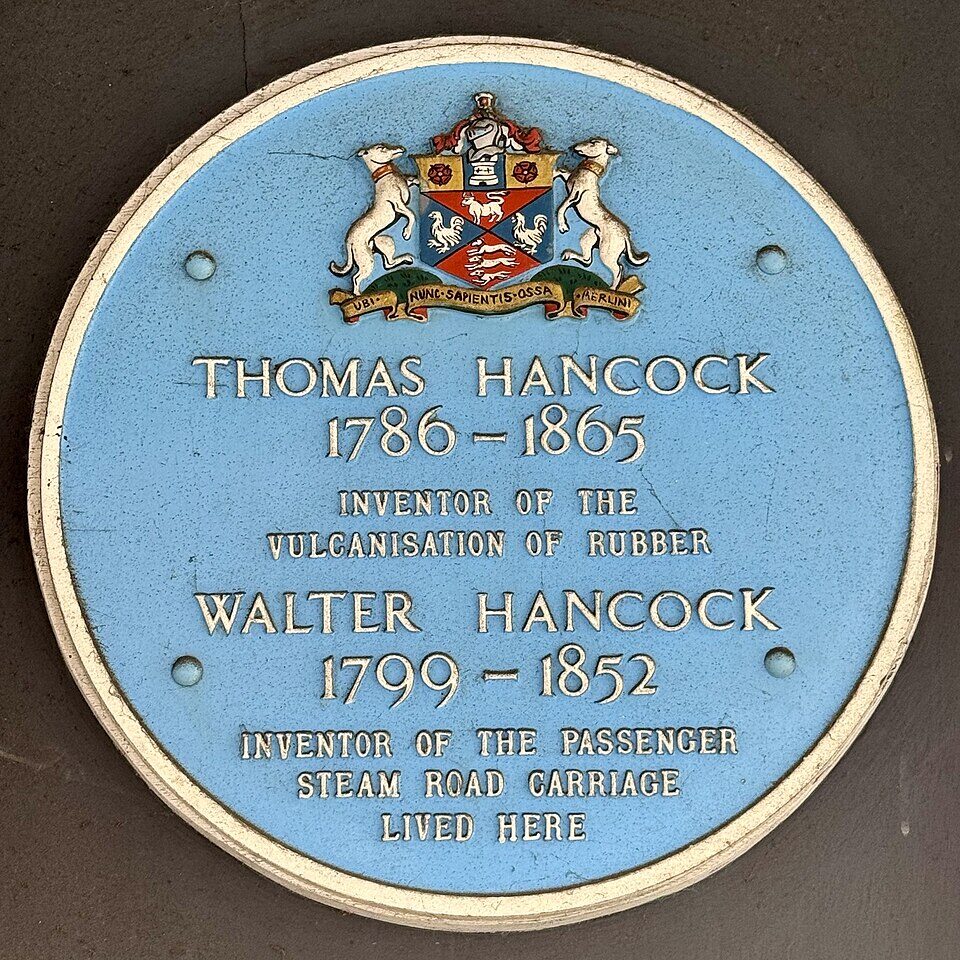 UBI · NUNC · SAPIENTIS · OSSA · MERLINI
THOMAS HANCOCK
1786 – 1865
INVENTOR OF THE
VULCANISATION OF RUBBER
WALTER HANCOCK
1799 – 1852
INVENTOR OF THE PASSENGER
STEAM ROAD CARRIAGE
LIVED HERE